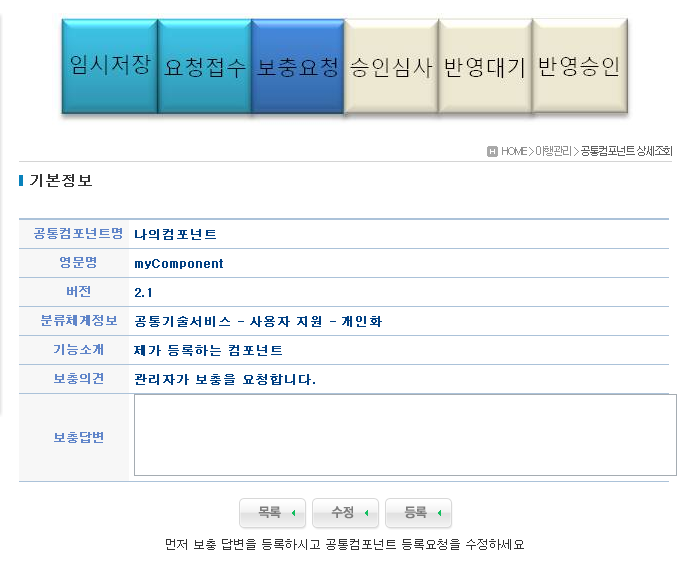 임시저장 요청접수 보충요청 승인심사 반영대기 반영승인
H HOME > 이행관리 > 공통컴포넌트 상세조회
기본정보
공통컴포넌트명 나의컴포넌트
영문명 myComponent
버전 2.1
분류체계정보 공통기술서비스 - 사용자 지원 - 개인화
기능소개 제가 등록하는 컴포넌트
보충의견 관리자가 보충을 요청합니다.
보충답변
목록 수정 등록
먼저 보충 답변을 등록하시고 공통컴포넌트 등록요청을 수정하세요